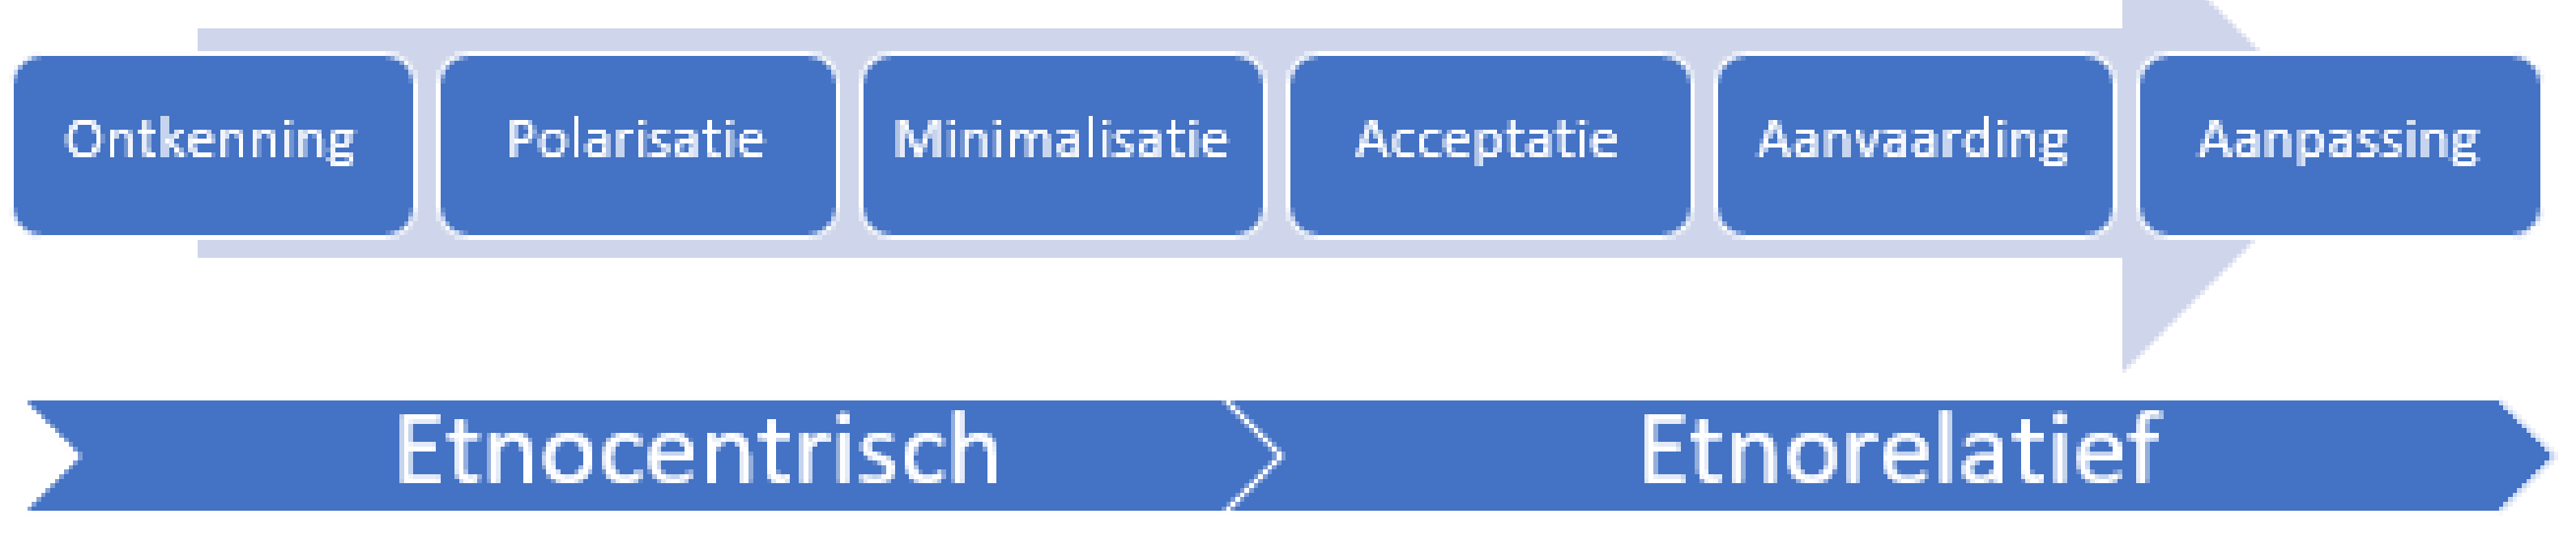 Ontkenning
Polarisatie
Minimalisatie
Acceptatie
Aanvaarding
Aanpassing
Etnocentrisch
Etnorelatief